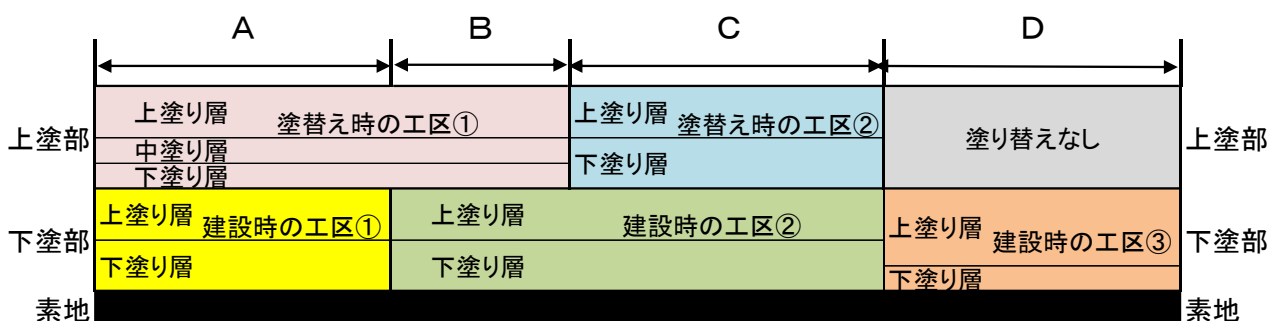 A B C D
上塗部 上塗り層 塗替え時の工区① 上塗り層 塗替え時の工区② 塗り替えなし 上塗部
中塗り層
下塗り層 下塗り層
下塗部 上塗り層 建設時の工区① 上塗り層 建設時の工区② 上塗り層 建設時の工区③ 下塗部
下塗り層 下塗り層 下塗り層
素地 素地